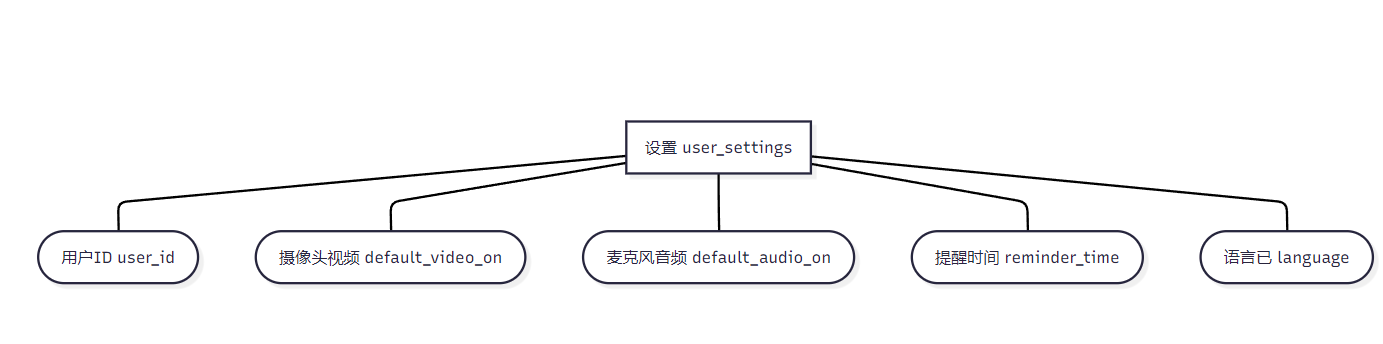 设置 user_settings
用户ID user_id
摄像头视频 default_video_on
麦克风音频 default_audio_on
提醒时间 reminder_time
语言已 language